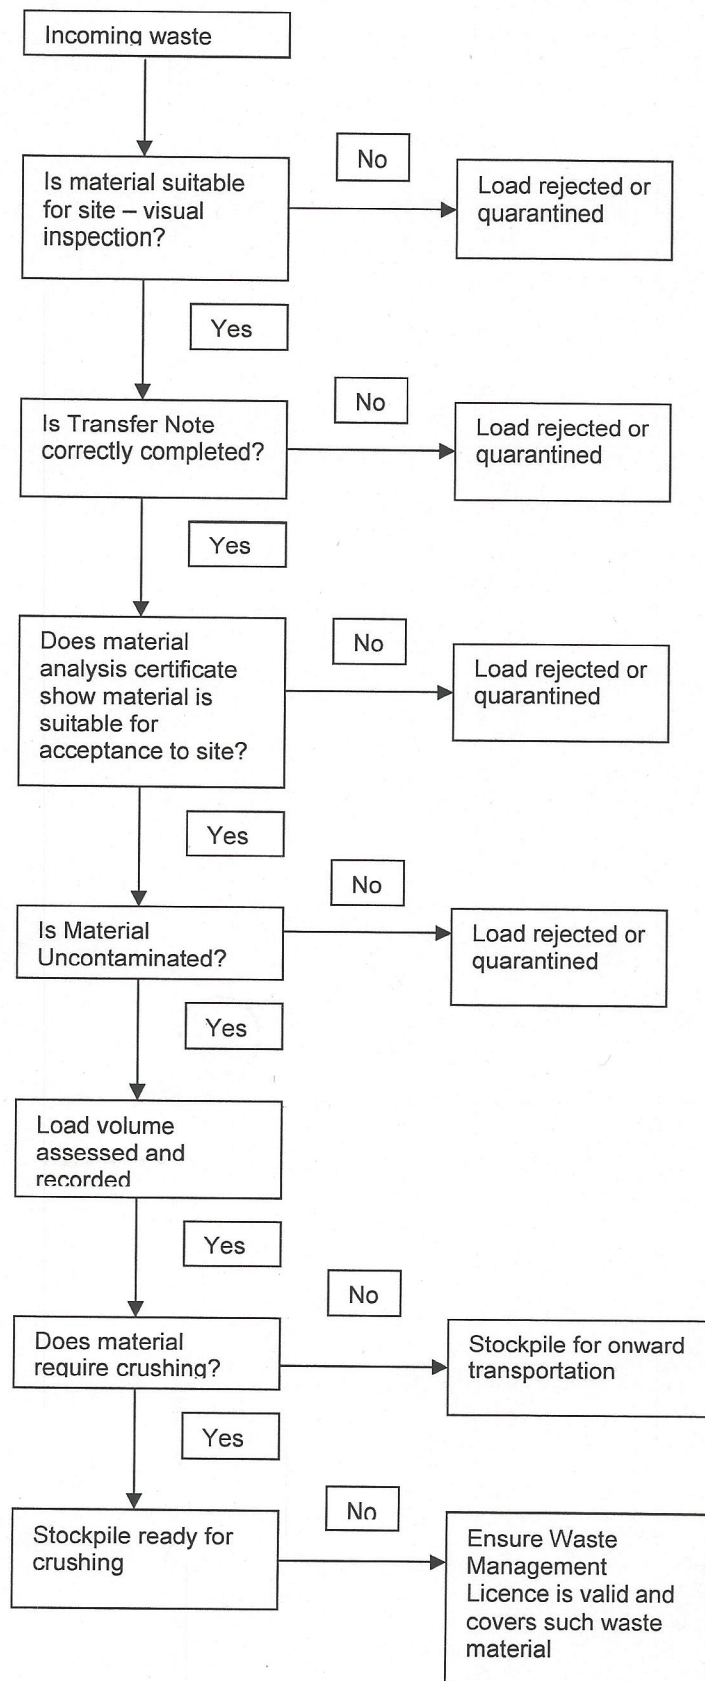 Incoming waste
No
Is material suitable
for site – visual
inspection?
Load rejected or
quarantined
Yes
No
Is Transfer Note
correctly completed?
Load rejected or
quarantined
Yes
No
Does material
analysis certificate
show material is
suitable for
acceptance to site?
Load rejected or
quarantined
Yes
No
Is Material
Uncontaminated?
Load rejected or
quarantined
Yes
Load volume
assessed and
recorded
Yes
No
Does material
require crushing?
Stockpile for onward
transportation
Yes
No
Stockpile ready for
crushing
Ensure Waste
Management
Licence is valid and
covers such waste
material